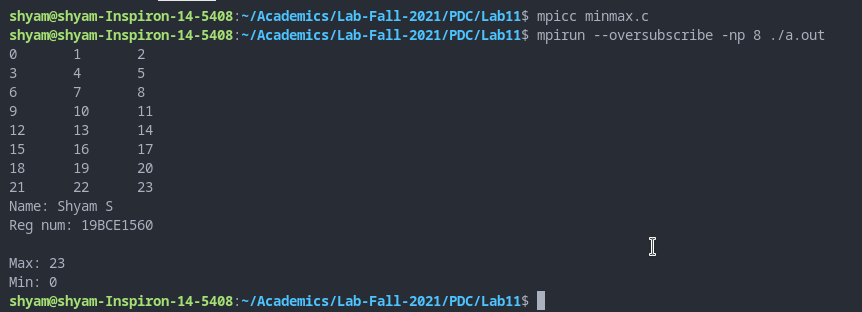 shyam@shyam-Inspiron-14-5408:~/Academics/Lab-Fall-2021/PDC/Lab11$ mpicc minmax.c
shyam@shyam-Inspiron-14-5408:~/Academics/Lab-Fall-2021/PDC/Lab11$ mpirun --oversubscribe -np 8 ./a.out
0       1       2
3       4       5
6       7       8
9       10      11
12      13      14
15      16      17
18      19      20
21      22      23
Name: Shyam S
Reg num: 19BCE1560
Max: 23
Min: 0
shyam@shyam-Inspiron-14-5408:~/Academics/Lab-Fall-2021/PDC/Lab11$